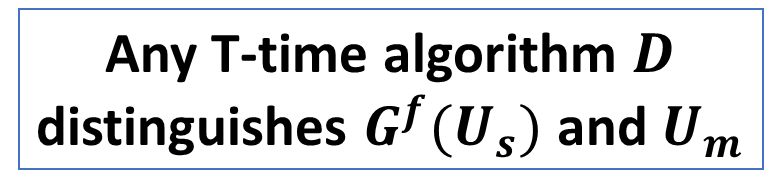 Any T-time algorithm D
distinguishes G^f (U_s) and U_m